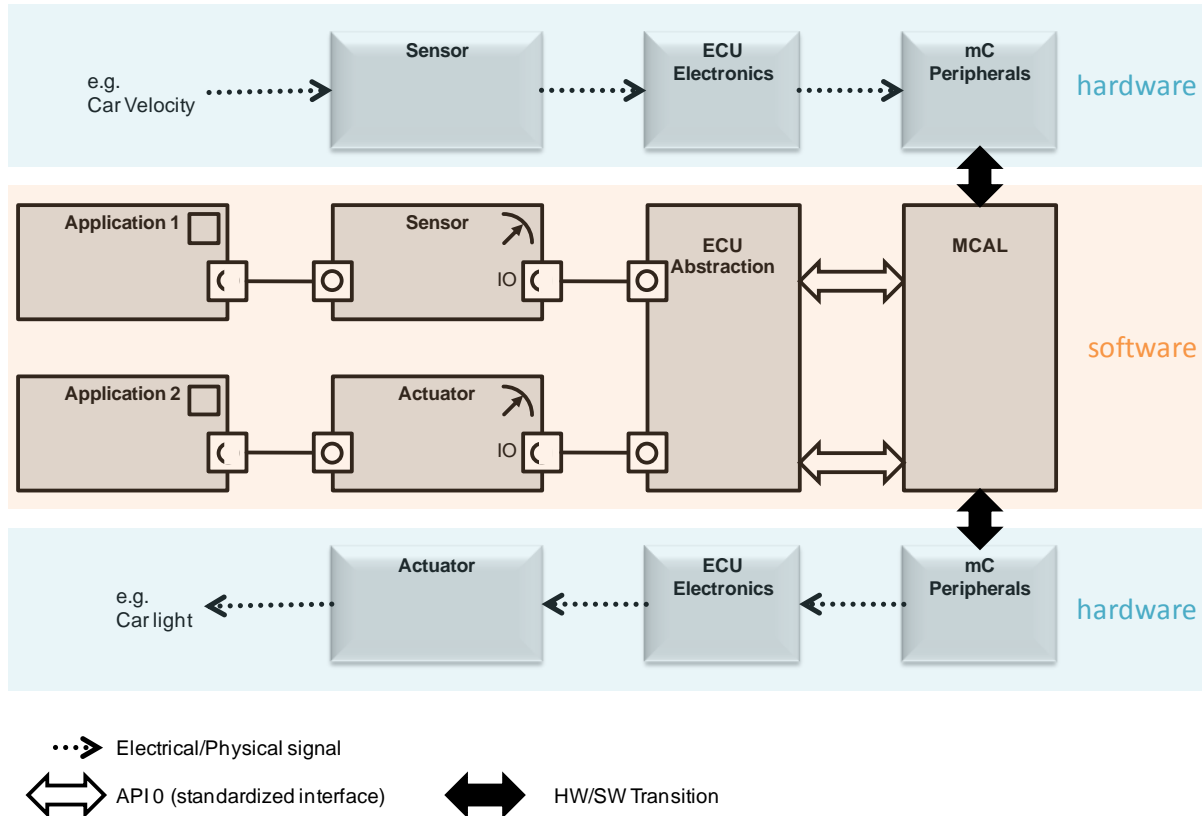 Sensor
ECU
Electronics
mC
Peripherals
e.g.
Car Velocity
hardware
Application 1
Sensor
IO
ECU
Abstraction
MCAL
software
Application 2
Actuator
IO
Actuator
ECU
Electronics
mC
Peripherals
e.g.
Car light
hardware
Electrical/Physical signal
API 0 (standardized interface)
HW/SW Transition